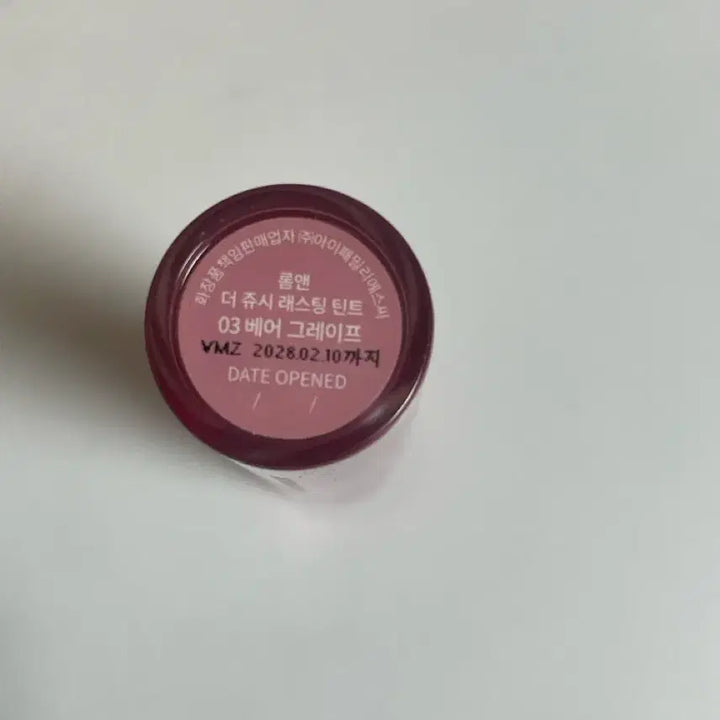 화장품책임판매업자 ㈜아이패밀리에스씨
롬앤
더 쥬시 래스팅 틴트
03 베어 그레이프
VMZ 2028.02.10까지
DATE OPENED
/ /